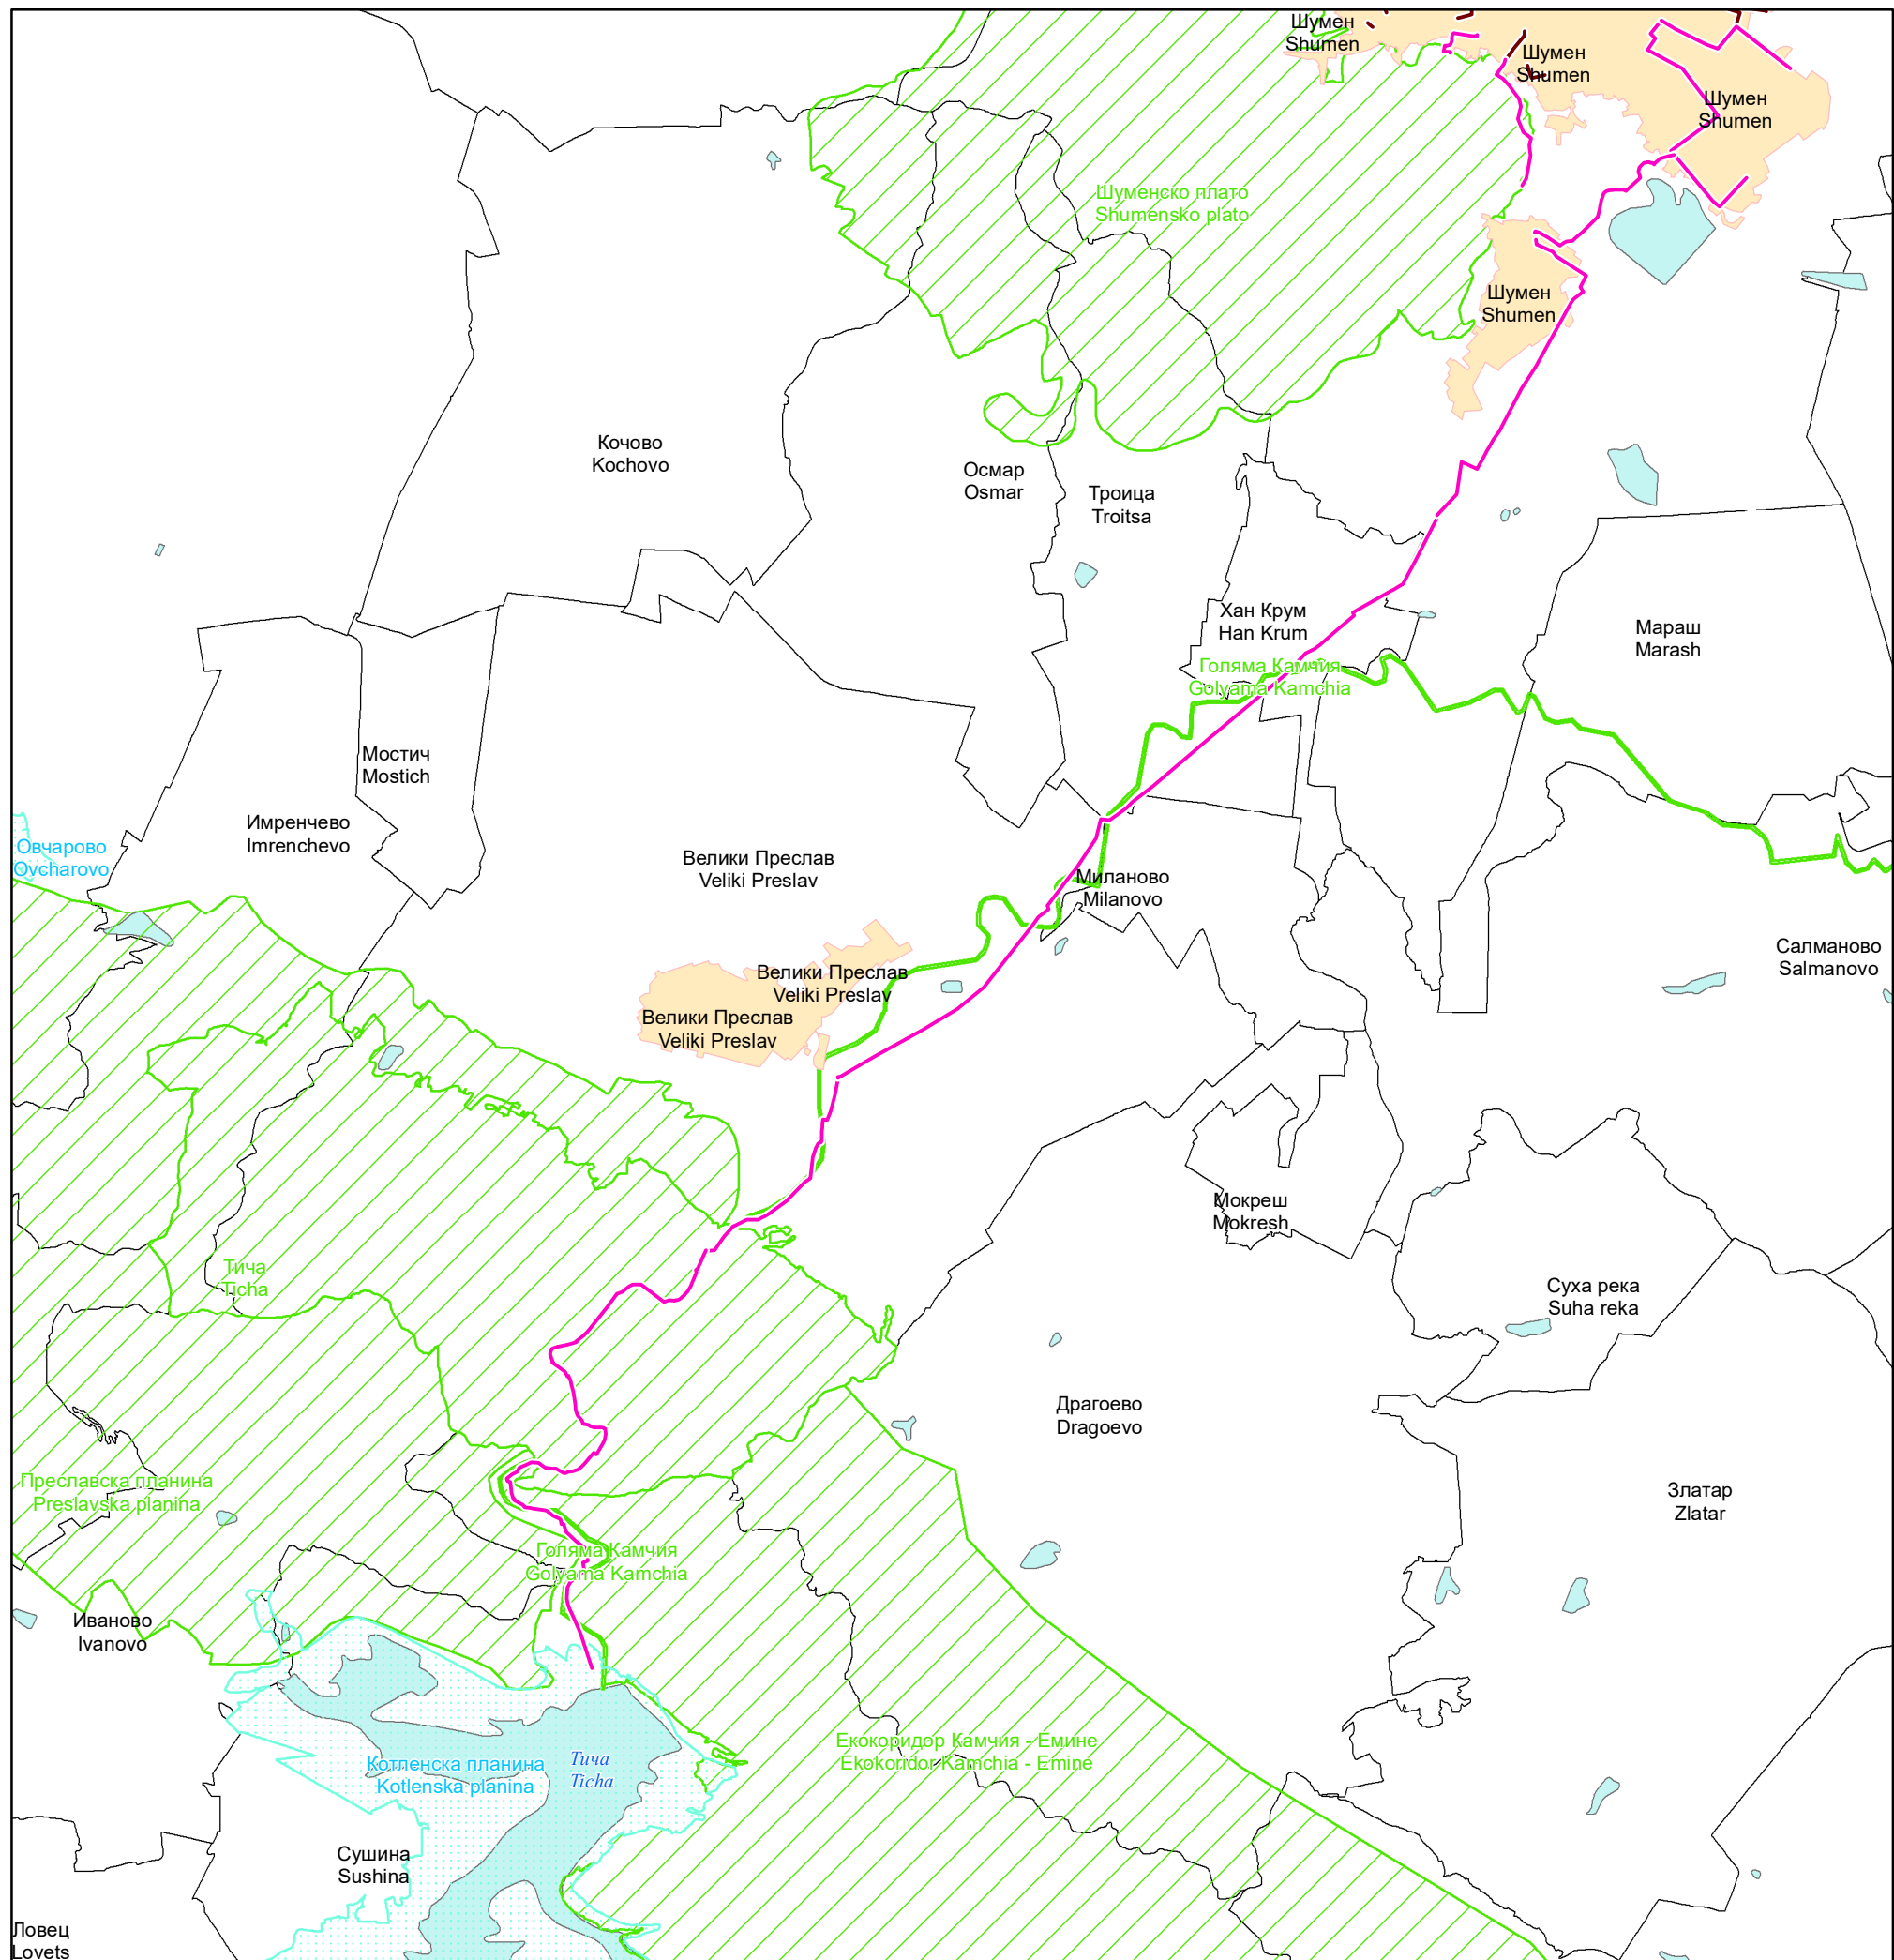 Шумен
Shumen
Шумен
Shumen
Шумен
Shumen
Шуменско плато
Shumensko plato
Шумен
Shumen
Кочово
Kochovo
Осмар
Osmar
Троица
Troitsa
Хан Крум
Han Krum
Мараш
Marash
Голяма Камчия
Golyama Kamchia
Мостич
Mostich
Имренчево
Imrenchevo
Овчарово
Ovcharovo
Велики Преслав
Veliki Preslav
Миланово
Milanovo
Салманово
Salmanovo
Велики Преслав
Veliki Preslav
Велики Преслав
Veliki Preslav
Мокреш
Mokresh
Тича
Ticha
Суха река
Suha reka
Драгоево
Dragoevo
Преславска планина
Preslavska planina
Златар
Zlatar
Голяма Камчия
Golyama Kamchia
Иваново
Ivanovo
Екокоридор Камчия - Емине
Ekokoridor Kamchia - Emine
Котленска планина
Kotlenska planina
Тича
Ticha
Сушина
Sushina
Ловец
Lovets